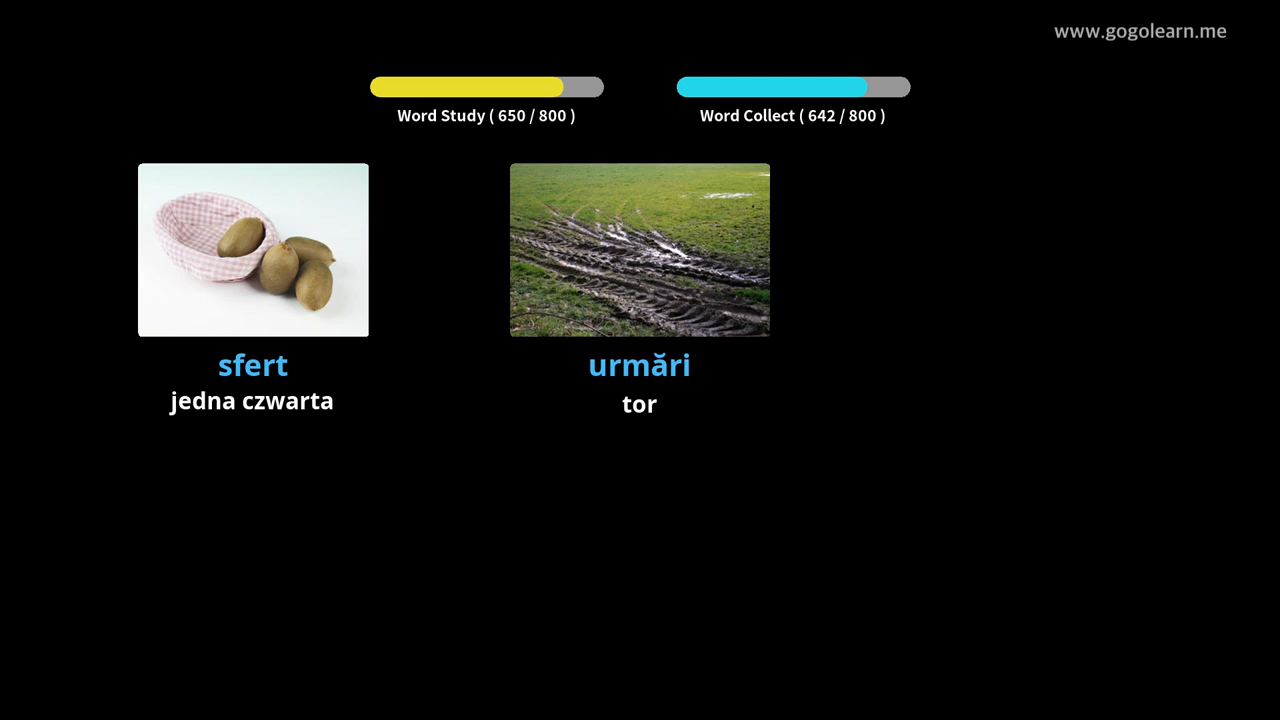 www.gogolearn.me
Word Study ( 650 / 800 )
Word Collect ( 642 / 800 )
sfert
jedna czwarta
urmări
tor